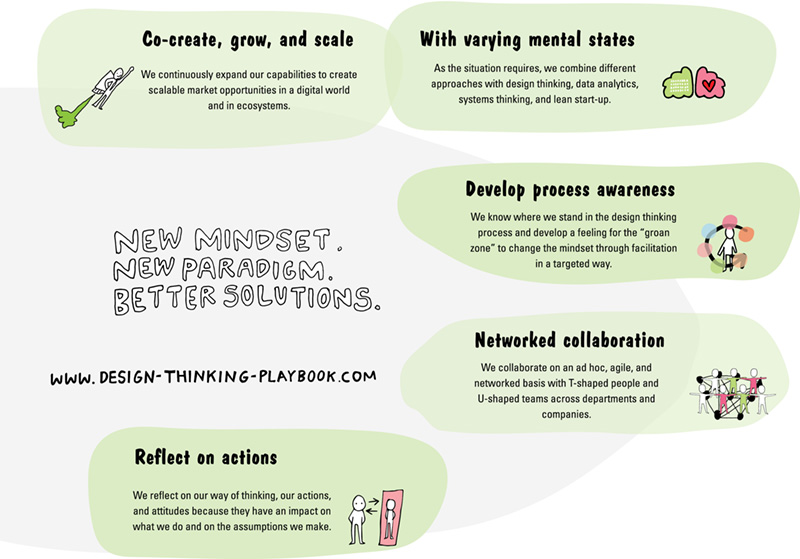 Co-create, grow, and scale
We continuously expand our capabilities to create
scalable market opportunities in a digital world
and in ecosystems.
With varying mental states
As the situation requires, we combine different
approaches with design thinking, data analytics,
systems thinking, and lean start-up.
Develop process awareness
We know where we stand in the design thinking
process and develop a feeling for the “groan
zone” to change the mindset through facilitation
in a targeted way.
NEW MINDSET.
NEW PARADIGM.
BETTER SOLUTIONS.
WWW.DESIGN-THINKING-PLAYBOOK.COM
Networked collaboration
We collaborate on an ad hoc, agile, and
networked basis with T-shaped people and
U-shaped teams across departments and
companies.
Reflect on actions
We reflect on our way of thinking, our actions,
and attitudes because they have an impact on
what we do and on the assumptions we make.